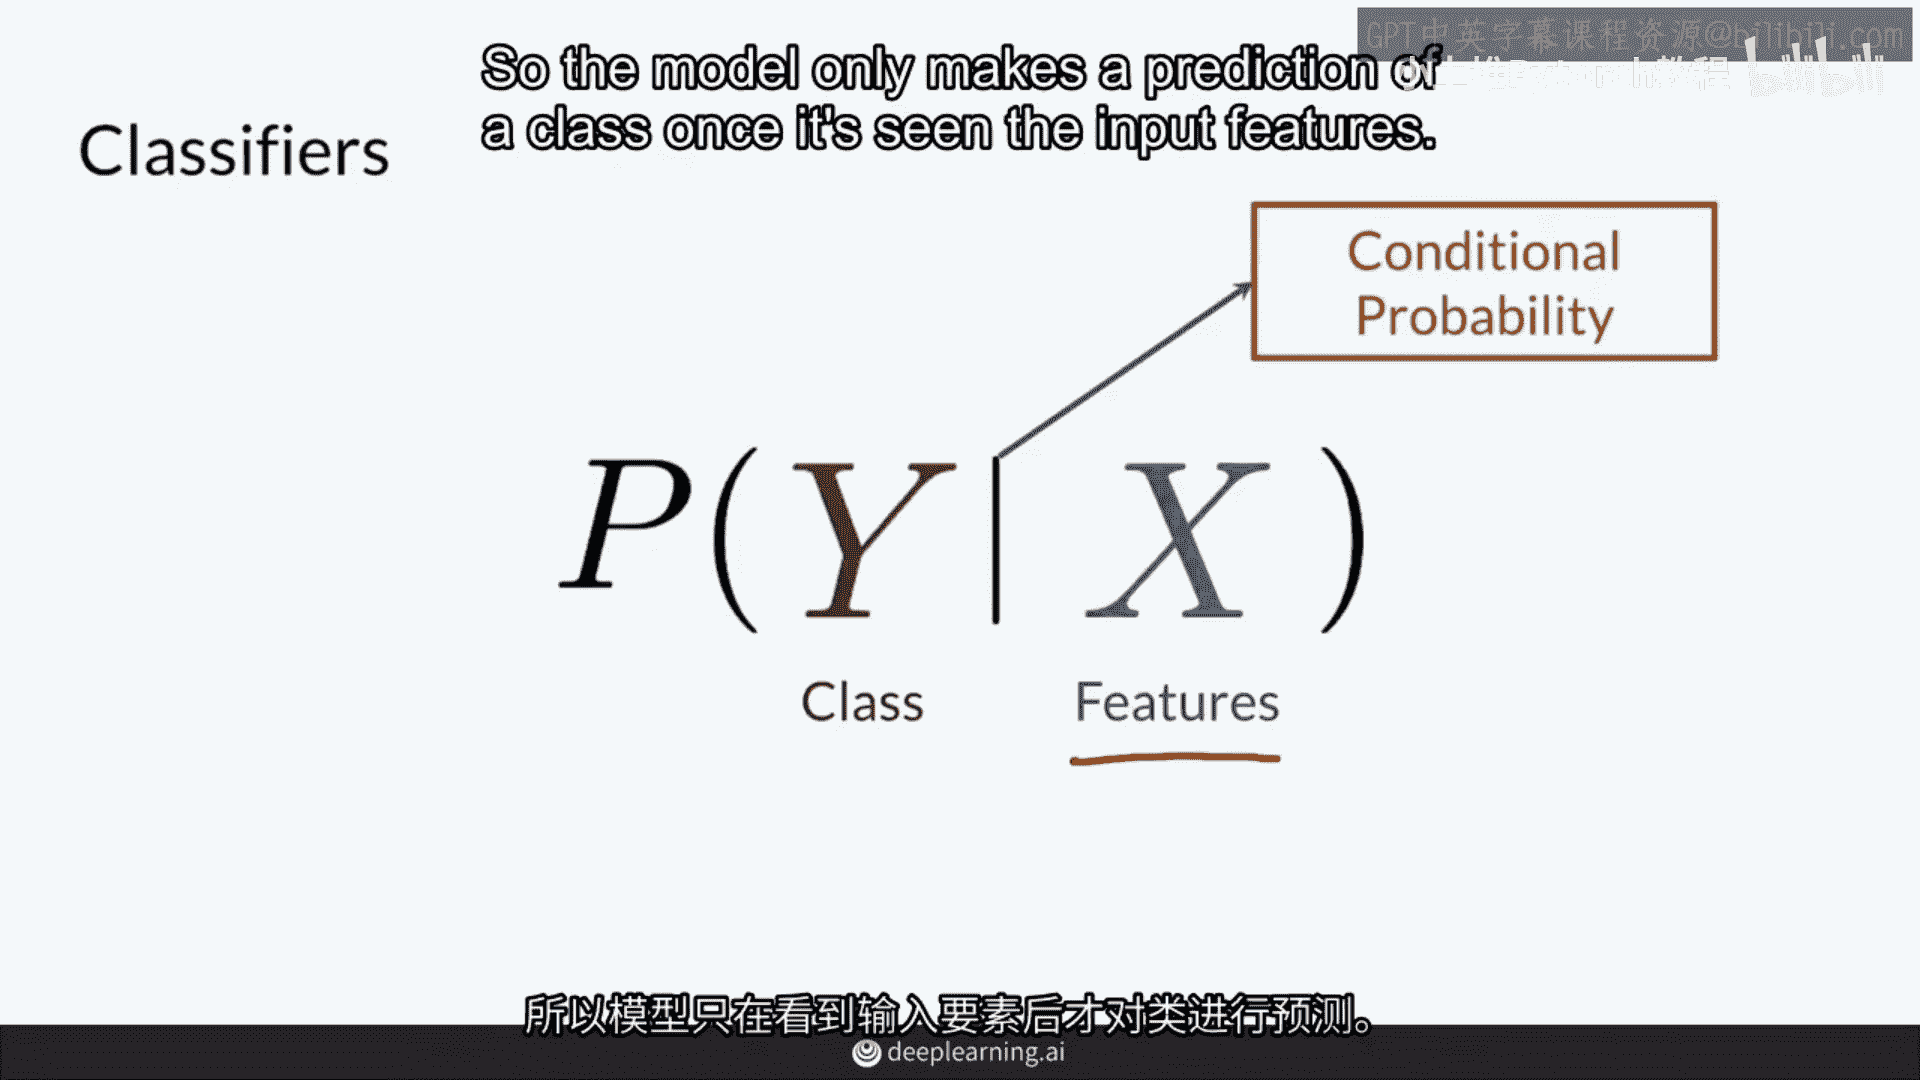 GPT中英字幕课程资源@bilibili.com
So the model only makes a prediction of
a class once it's seen the input features.
bilibili
Classifiers
Conditional
Probability
P(Y|X)
Class Features
所以模型只在看到输入要素后才对类进行预测。
deeplearning.ai